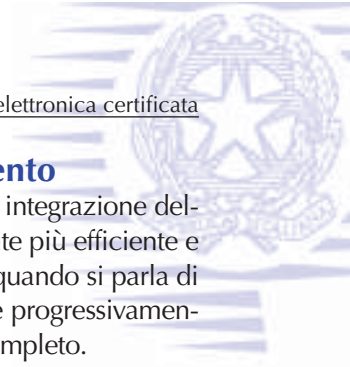 elettronica certificata
ento
integrazione del-
te più efficiente e
quando si parla di
e progressivamen-
mpleto.